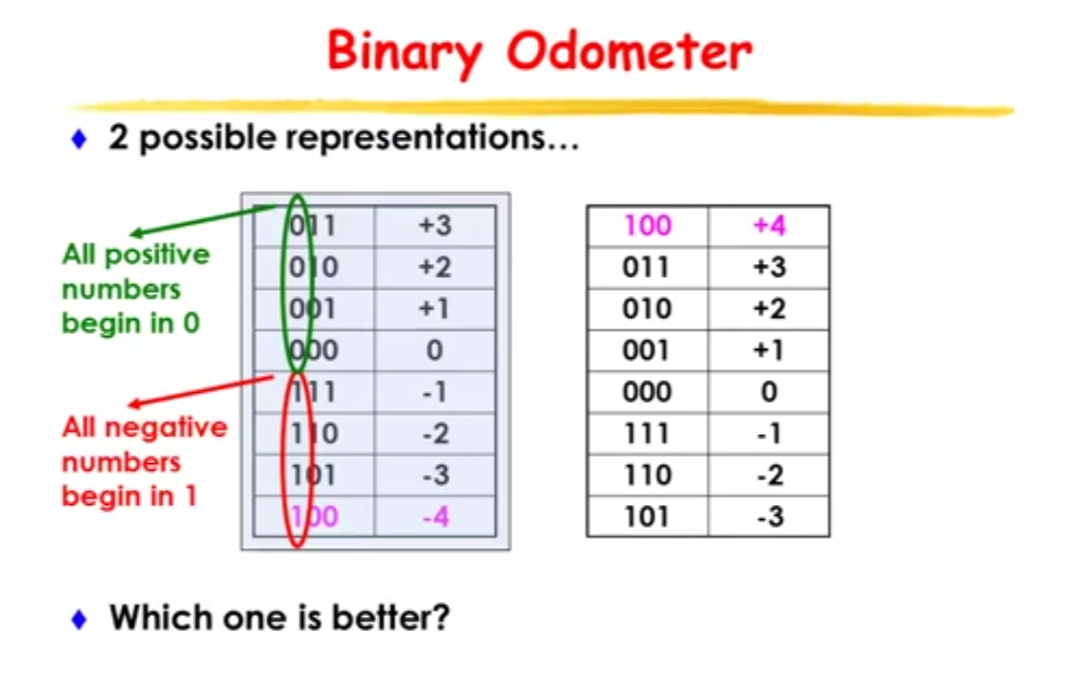 Binary Odometer
♦ 2 possible representations...
All positive
numbers
begin in 0
All negative
numbers
begin in 1
011 +3
010 +2
001 +1
000 0
111 -1
110 -2
101 -3
100 -4
100 +4
011 +3
010 +2
001 +1
000 0
111 -1
110 -2
101 -3
♦ Which one is better?